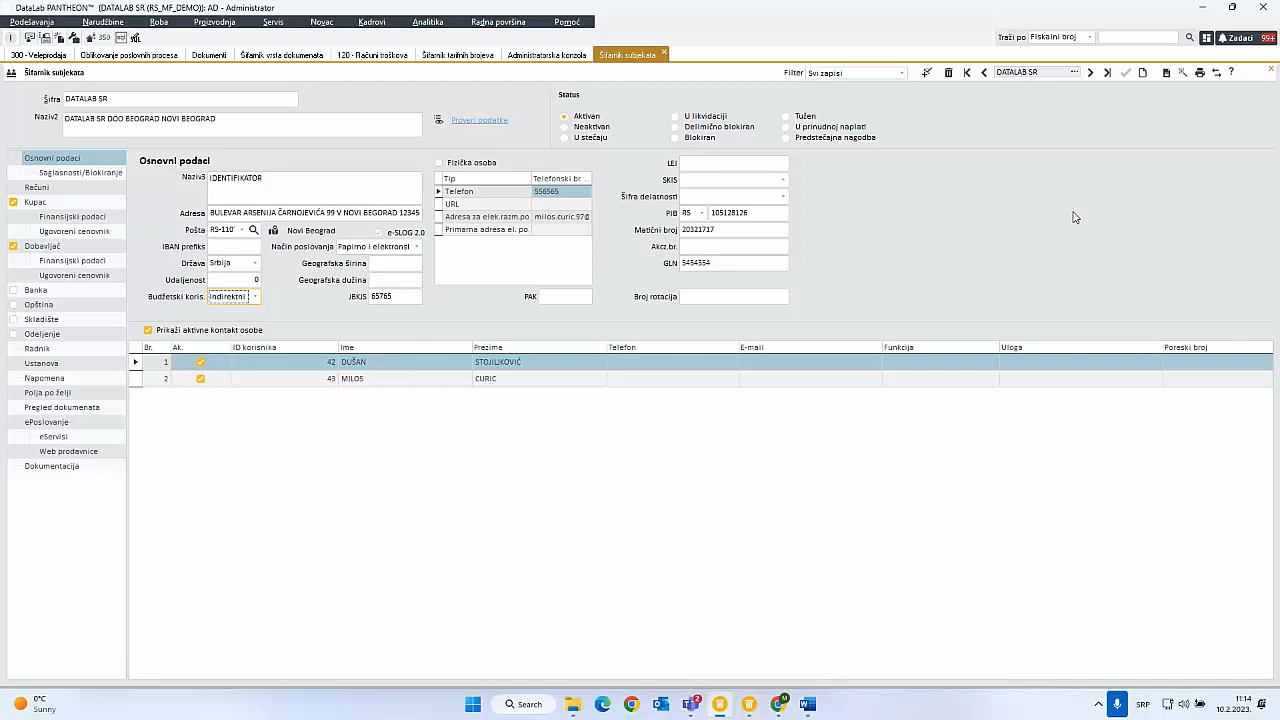 DataLab PANTHEON™ (DATALAB SR (RS_MF_DEMO)); AD - Administrator
Podešavanja Narudžbine Roba Proizvodnja Servis Novac Kadrovi Analitika Radna površina Pomoć
350 Traži po Fiskalni broj Zadaci 99+
300 - Veleprodaja Oblikovanje poslovnih procesa Dokumenti Šifarnik vrsta dokumenata 120 - Računi troškova Šifarnik tarifnih brojeva Administratorska konzola Šifarnik subjekata
Šifarnik subjekata Filter Svi zapisi DATALAB SR
Šifra DATALAB SR
Naziv2 DATALAB SR DOO BEOGRAD NOVI BEOGRAD
Proveri podatke
Status
Aktivan U likvidaciji Tužen
Neaktivan Delimično blokiran U prinudnoj naplati
U stečaju Blokiran Predstečajna nagodba
Osnovni podaci
Saglasnosti/Blokiranje
Računi
Kupac
Finansijski podaci
Ugovoreni cenovnik
Dobavljač
Finansijski podaci
Ugovoreni cenovnik
Banka
Opština
Skladište
Odeljenje
Radnik
Ustanova
Napomena
Polja po želji
Pregled dokumenata
ePoslovanje
eServisi
Web prodavnice
Dokumentacija
Osnovni podaci
Naziv3 IDENTIFIKATOR
Adresa BULEVAR ARSENIJA ČARNOJEVIĆA 99 V NOVI BEGORAD 12345
Pošta RS-110 Novi Beograd e-SLOG 2.0
IBAN prefiks Način poslovanja Papirno i elektronsl
Država Srbija Geografska širina
Udaljenost 0 Geografska dužina
Budžetski koris. Indirektni JBKJS 65765
Fizička osoba
Tip Telefonski br. ...
Telefon 556565
URL
Adresa za elek.razm.po milos.curic.97@
Primarna adresa el. po.
PAK
LEI
SKIS
Šifra delatnosti
PIB RS 105128126
Matični broj 20321717
Akcz.br.
GLN 5454554
Broj rotacija
Prikaži aktivne kontakt osobe
Br. Ak. ID korisnika Ime Prezime Telefon E-mail Funkcija Uloga Poreski broj
1 42 DUŠAN STOJILJKOVIĆ
2 43 MILOS CURIC
0°C
Sunny
Search
2
SRP
11:14
10.2.2023.